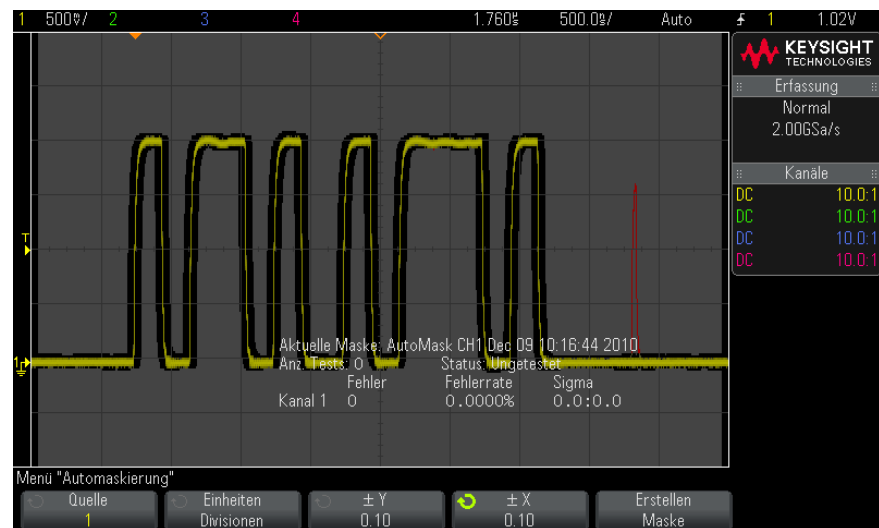 1 500▿/ 2 3 4 1.760s 500.0s/ Auto 1 1.02V
KEYSIGHT
TECHNOLOGIES
Erfassung
Normal
2.00GSa/s
Kanäle
DC 10.0:1
DC 10.0:1
DC 10.0:1
DC 10.0:1
T
1
Aktuelle Maske: AutoMask CH1 Dec 09 10:16:44 2010
Anz. Tests: 0 Status: Ungetestet
Fehler Fehlerrate Sigma
Kanal 1 0 0.0000% 0.0:0.0
Menü "Automaskierung"
Quelle Einheiten ± Y ± X Erstellen
1 Divisionen 0.10 0.10 Maske